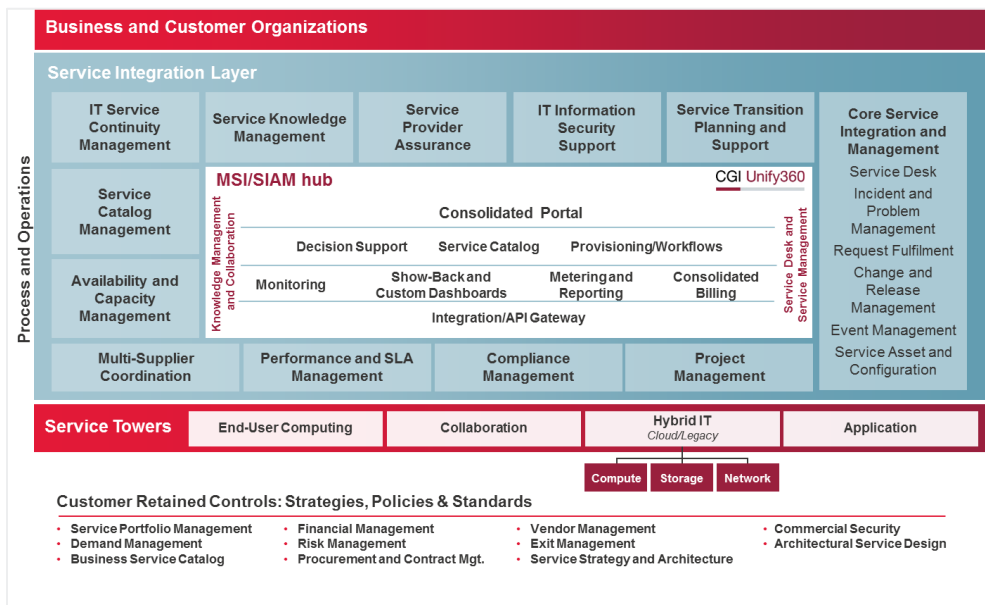 Business and Customer Organizations
Process and Operations
Service Integration Layer
IT Service
Continuity
Management
Service Knowledge
Management
Service
Provider
Assurance
IT Information
Security
Support
Service Transition
Planning and
Support
Core Service
Integration and
Management
Service Desk
Incident and
Problem
Management
Request Fulfilment
Change and
Release
Management
Event Management
Service Asset and
Configuration
Service
Catalog
Management
Availability and
Capacity
Management
MSI/SIAM hub
CGI Unify360
Knowledge Management
and Collaboration
Consolidated Portal
Decision Support
Service Catalog
Provisioning/Workflows
Monitoring
Show-Back and
Custom Dashboards
Metering and
Reporting
Consolidated
Billing
Integration/API Gateway
Service Desk and
Service Management
Multi-Supplier
Coordination
Performance and SLA
Management
Compliance
Management
Project
Management
Service Towers
End-User Computing
Collaboration
Hybrid IT
Cloud/Legacy
Application
Compute
Storage
Network
Customer Retained Controls: Strategies, Policies & Standards
• Service Portfolio Management
• Demand Management
• Business Service Catalog
• Financial Management
• Risk Management
• Procurement and Contract Mgt.
• Vendor Management
• Exit Management
• Service Strategy and Architecture
• Commercial Security
• Architectural Service Design